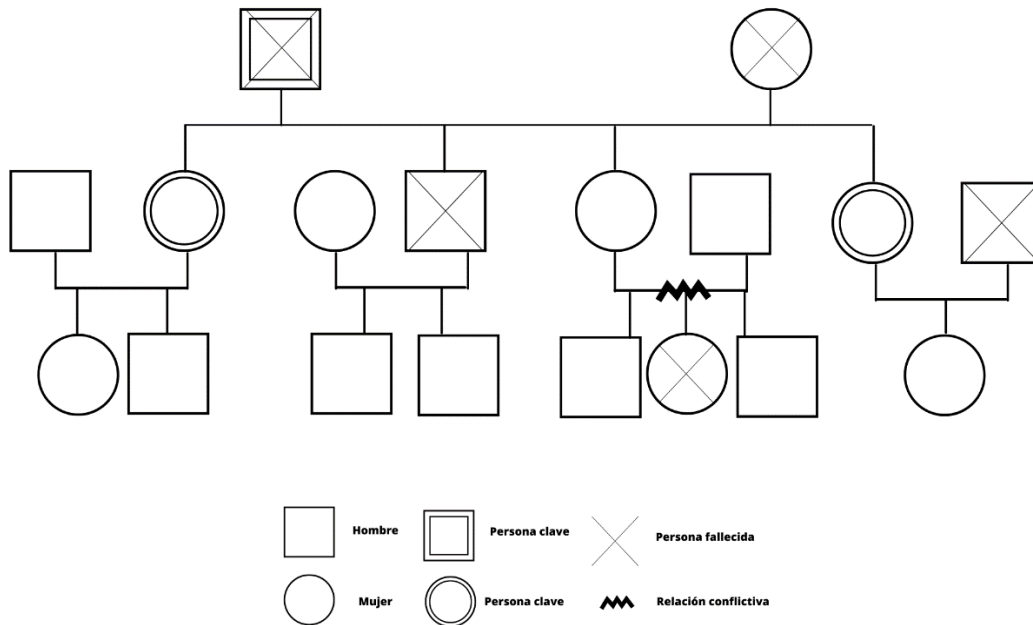 Hombre
Persona clave
Persona fallecida
Mujer
Persona clave
Relación conflictiva